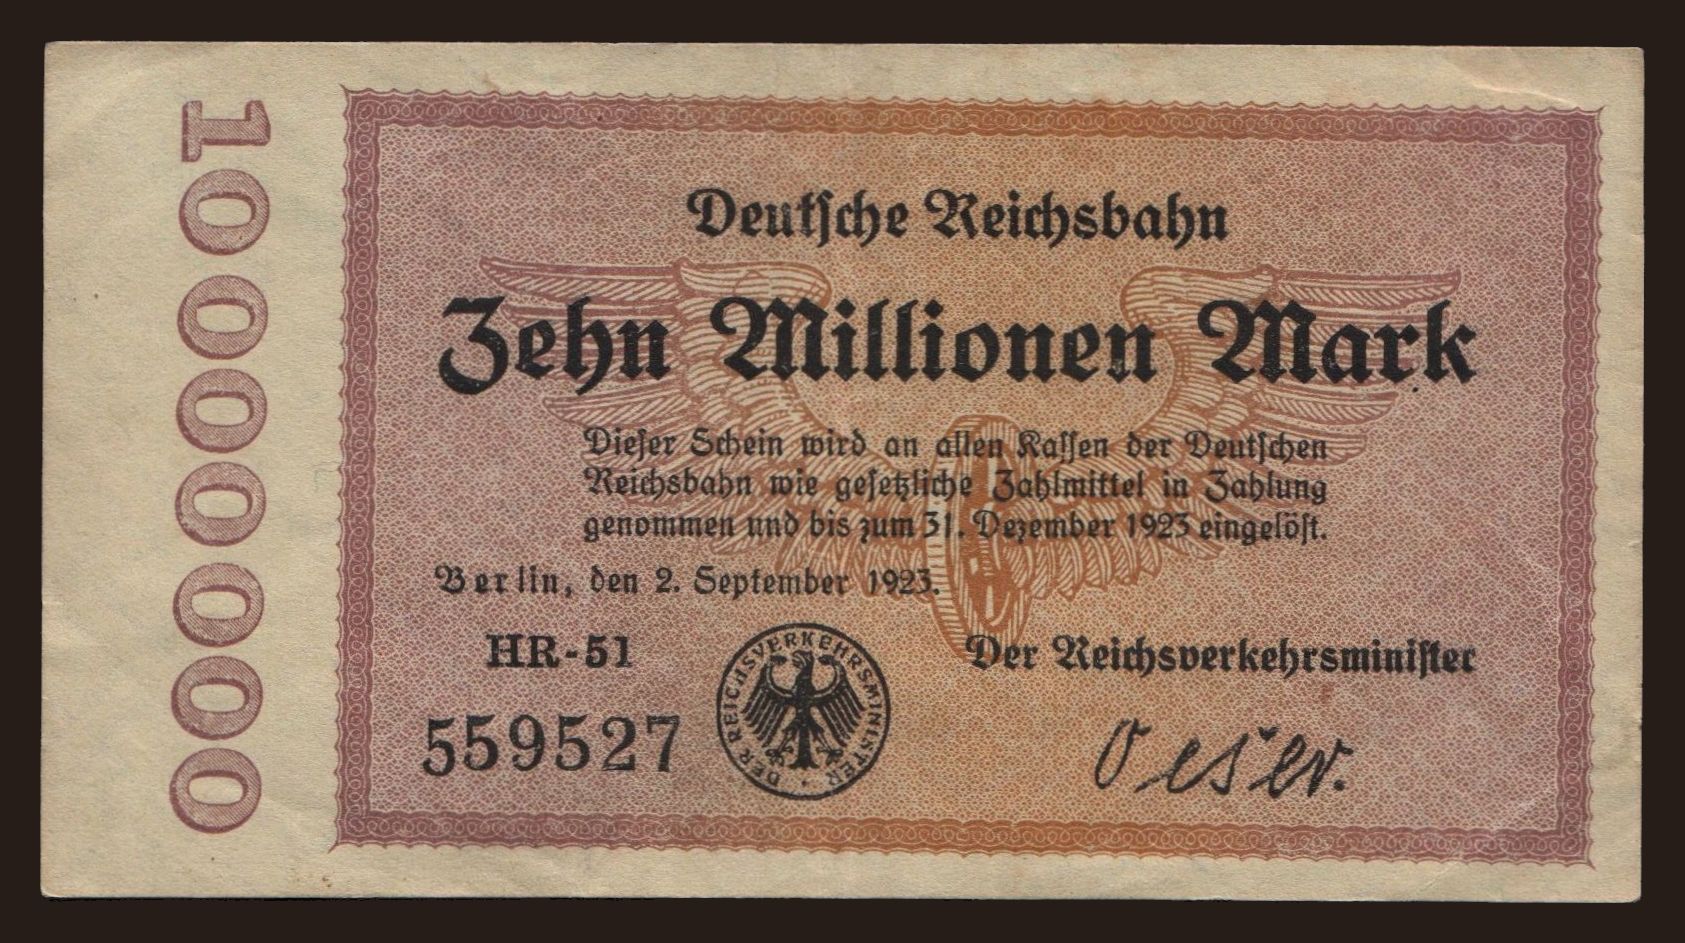 10000000
Deutſche Reichsbahn
Zehn Millionen Mark
Dieſer Schein wird an allen Kaſſen der Deutſchen
Reichsbahn wie geſetzliche Zahlmittel in Zahlung
genommen und bis zum 31. Dezember 1923 eingelöſt.
Berlin, den 2. September 1923.
HR-51
Der Reichsverkehrsminiſter
559527
DER REICHSVERKEHRSMINISTER
Oeser.